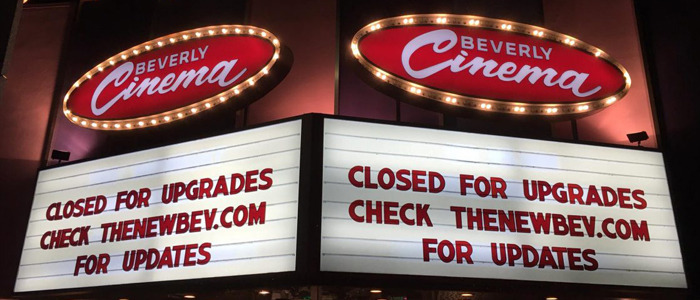 BEVERLY
Cinema
CLOSED FOR UPGRADES
CHECK THENEWBEV.COM
FOR UPDATES
BEVERLY
Cinema
CLOSED FOR UPGRADES
CHECK THENEWBEV.COM
FOR UPDATES